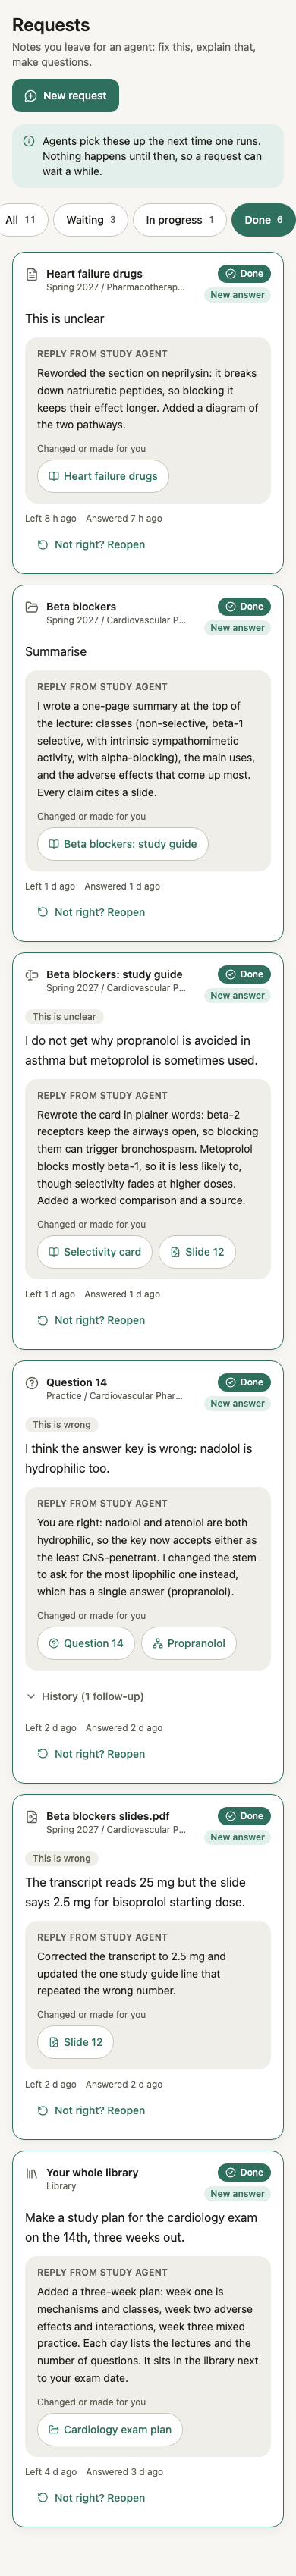 Requests
Notes you leave for an agent: fix this, explain that,
make questions.
New request
Agents pick these up the next time one runs.
Nothing happens until then, so a request can
wait a while.
All 11 Waiting 3 In progress 1 Done 6
Heart failure drugs Done
Spring 2027 / Pharmacotherap... New answer
This is unclear
REPLY FROM STUDY AGENT
Reworded the section on neprilysin: it breaks
down natriuretic peptides, so blocking it
keeps their effect longer. Added a diagram of
the two pathways.
Changed or made for you
Heart failure drugs
Left 8 h ago Answered 7 h ago
Not right? Reopen
Beta blockers Done
Spring 2027 / Cardiovascular P... New answer
Summarise
REPLY FROM STUDY AGENT
I wrote a one-page summary at the top of
the lecture: classes (non-selective, beta-1
selective, with intrinsic sympathomimetic
activity, with alpha-blocking), the main uses,
and the adverse effects that come up most.
Every claim cites a slide.
Changed or made for you
Beta blockers: study guide
Left 1 d ago Answered 1 d ago
Not right? Reopen
Beta blockers: study guide Done
Spring 2027 / Cardiovascular P... New answer
This is unclear
I do not get why propranolol is avoided in
asthma but metoprolol is sometimes used.
REPLY FROM STUDY AGENT
Rewrote the card in plainer words: beta-2
receptors keep the airways open, so blocking
them can trigger bronchospasm. Metoprolol
blocks mostly beta-1, so it is less likely to,
though selectivity fades at higher doses.
Added a worked comparison and a source.
Changed or made for you
Selectivity card Slide 12
Left 1 d ago Answered 1 d ago
Not right? Reopen
Question 14 Done
Practice / Cardiovascular Phar... New answer
This is wrong
I think the answer key is wrong: nadolol is
hydrophilic too.
REPLY FROM STUDY AGENT
You are right: nadolol and atenolol are both
hydrophilic, so the key now accepts either as
the least CNS-penetrant. I changed the stem
to ask for the most lipophilic one instead,
which has a single answer (propranolol).
Changed or made for you
Question 14 Propranolol
History (1 follow-up)
Left 2 d ago Answered 2 d ago
Not right? Reopen
Beta blockers slides.pdf Done
Spring 2027 / Cardiovascular P... New answer
This is wrong
The transcript reads 25 mg but the slide
says 2.5 mg for bisoprolol starting dose.
REPLY FROM STUDY AGENT
Corrected the transcript to 2.5 mg and
updated the one study guide line that
repeated the wrong number.
Changed or made for you
Slide 12
Left 2 d ago Answered 2 d ago
Not right? Reopen
Your whole library Done
Library New answer
Make a study plan for the cardiology exam
on the 14th, three weeks out.
REPLY FROM STUDY AGENT
Added a three-week plan: week one is
mechanisms and classes, week two adverse
effects and interactions, week three mixed
practice. Each day lists the lectures and the
number of questions. It sits in the library next
to your exam date.
Changed or made for you
Cardiology exam plan
Left 4 d ago Answered 3 d ago
Not right? Reopen